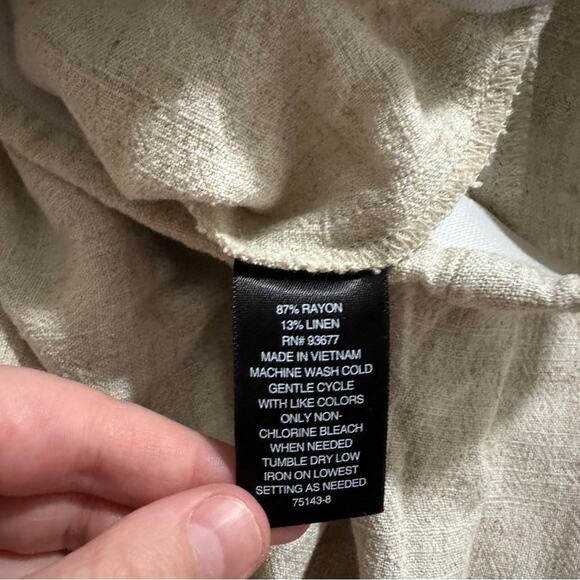 87% RAYON
13% LINEN
RN# 93677
MADE IN VIETNAM
MACHINE WASH COLD
GENTLE CYCLE
WITH LIKE COLORS
ONLY NON-
CHLORINE BLEACH
WHEN NEEDED
TUMBLE DRY LOW
IRON ON LOWEST
SETTING AS NEEDED
75143-8